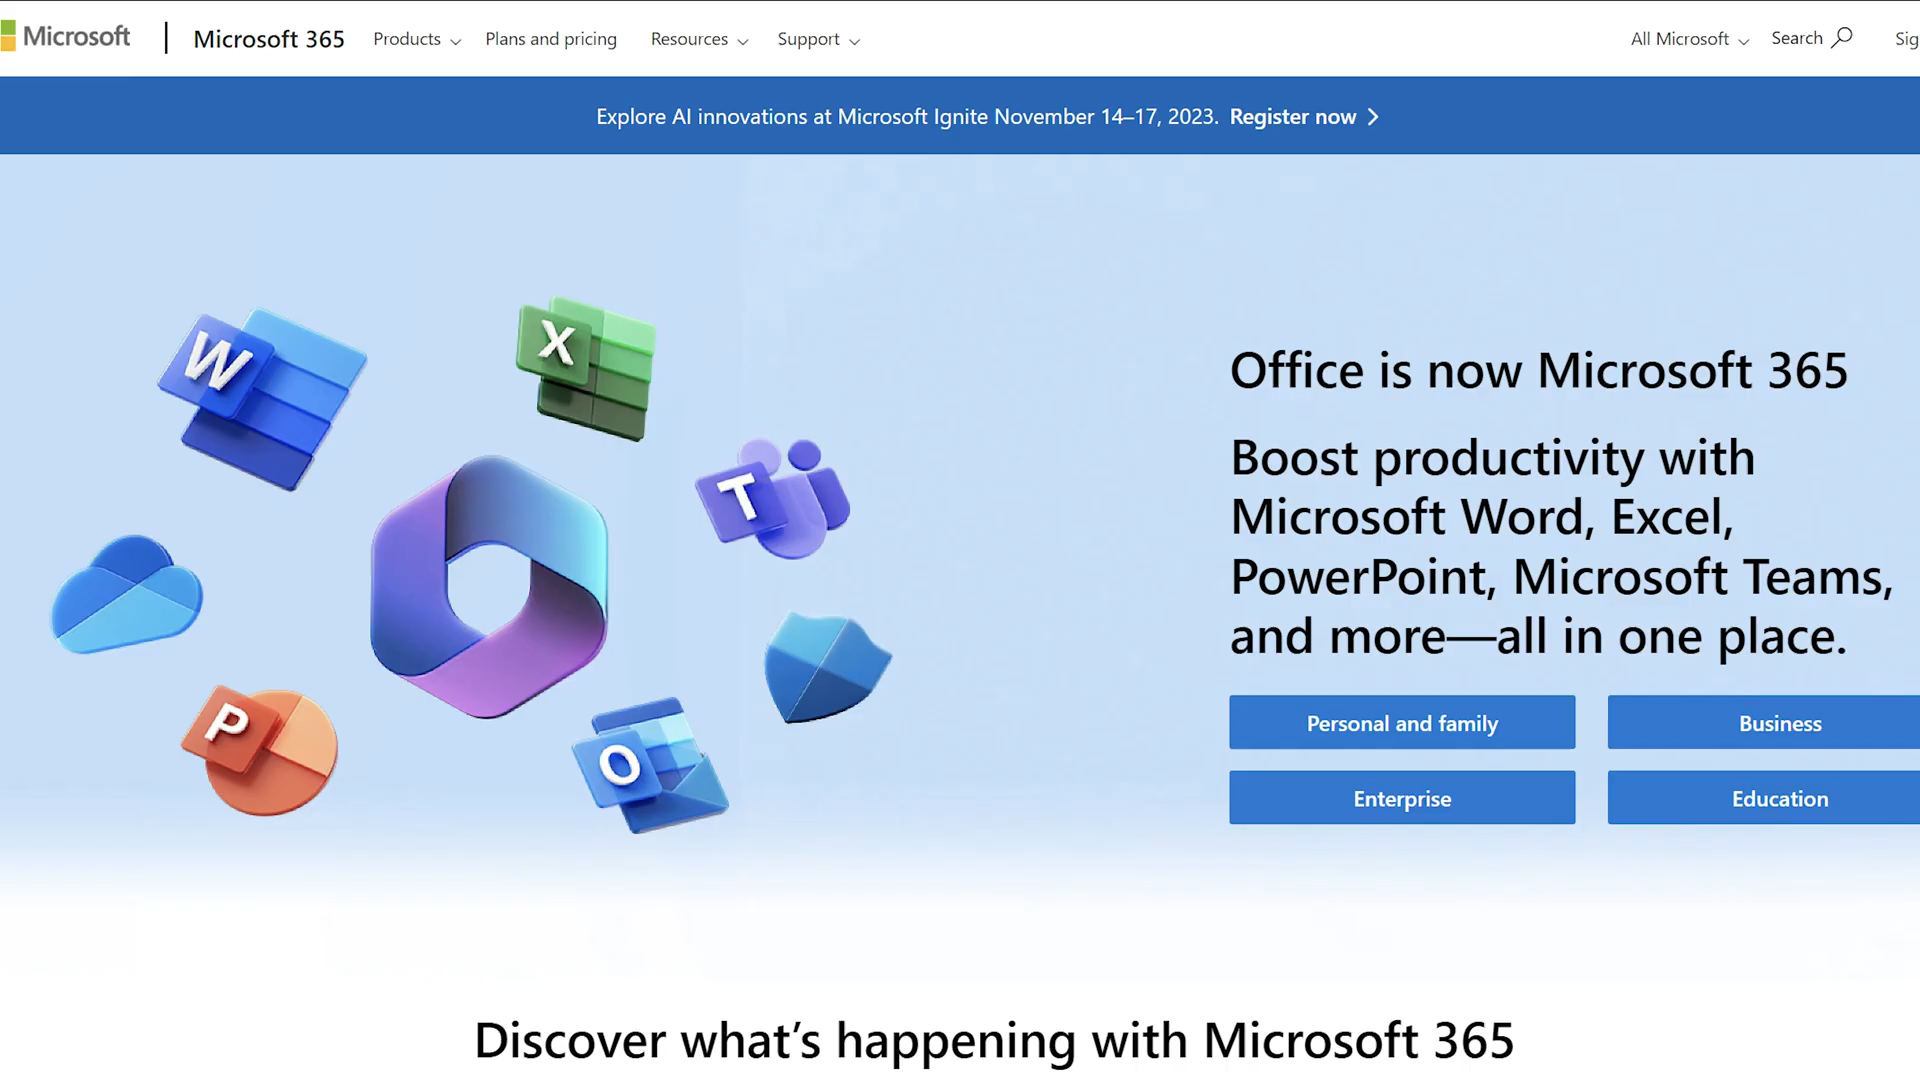 Microsoft
Microsoft 365
Products
Plans and pricing
Resources
Support
All Microsoft
Search
Sig
Explore AI innovations at Microsoft Ignite November 14–17, 2023. Register now
W
X
T
P
O
Office is now Microsoft 365
Boost productivity with
Microsoft Word, Excel,
PowerPoint, Microsoft Teams,
and more—all in one place.
Personal and family
Business
Enterprise
Education
Discover what’s happening with Microsoft 365